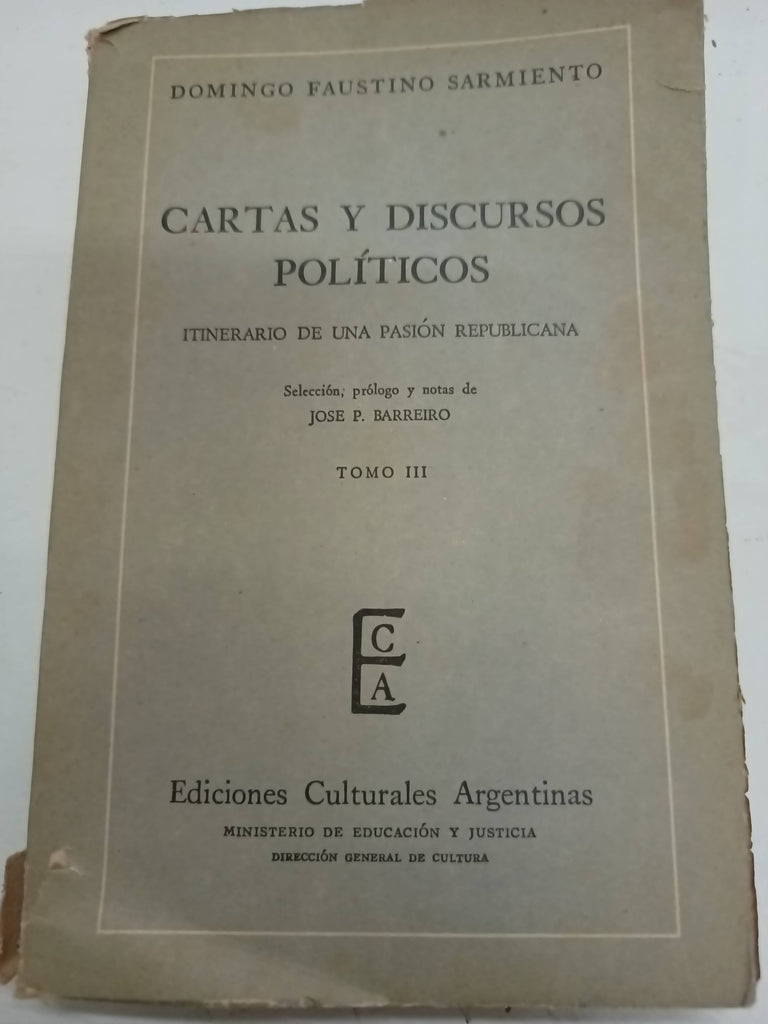 DOMINGO FAUSTINO SARMIENTO
CARTAS Y DISCURSOS
POLÍTICOS
ITINERARIO DE UNA PASIÓN REPUBLICANA
Selección, prólogo y notas de
JOSE P. BARREIRO
TOMO III
E C A
Ediciones Culturales Argentinas
MINISTERIO DE EDUCACIÓN Y JUSTICIA
DIRECCIÓN GENERAL DE CULTURA